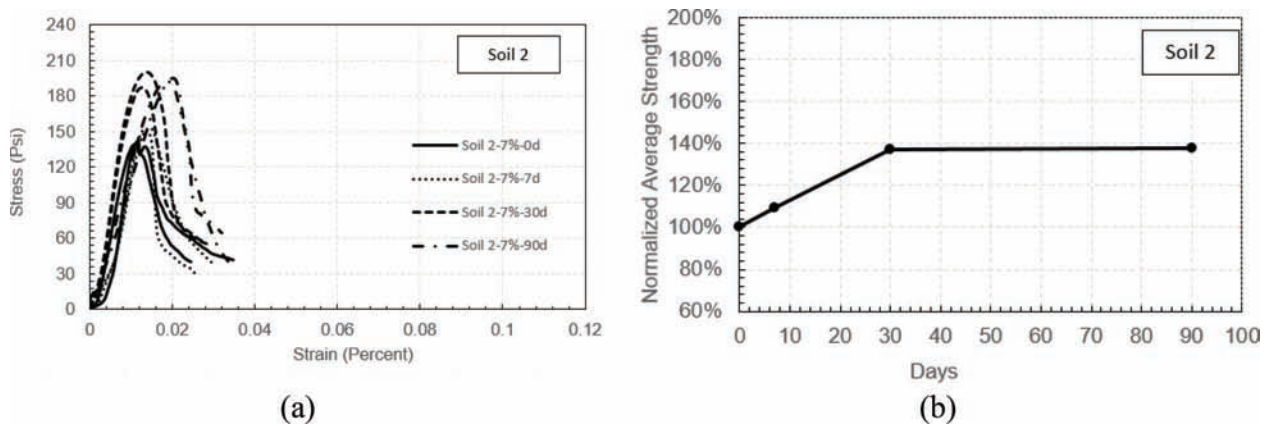 240
210
180
150
120
90
60
30
0
Stress (Psi)
Soil 2
Soil 2-7%-0d
Soil 2-7%-7d
Soil 2-7%-30d
Soil 2-7%-90d
0 0.02 0.04 0.06 0.08 0.1 0.12
Strain (Percent)
(a)
200%
180%
160%
140%
120%
100%
80%
60%
Normalized Average Strength
Soil 2
0 10 20 30 40 50 60 70 80 90 100
Days
(b)